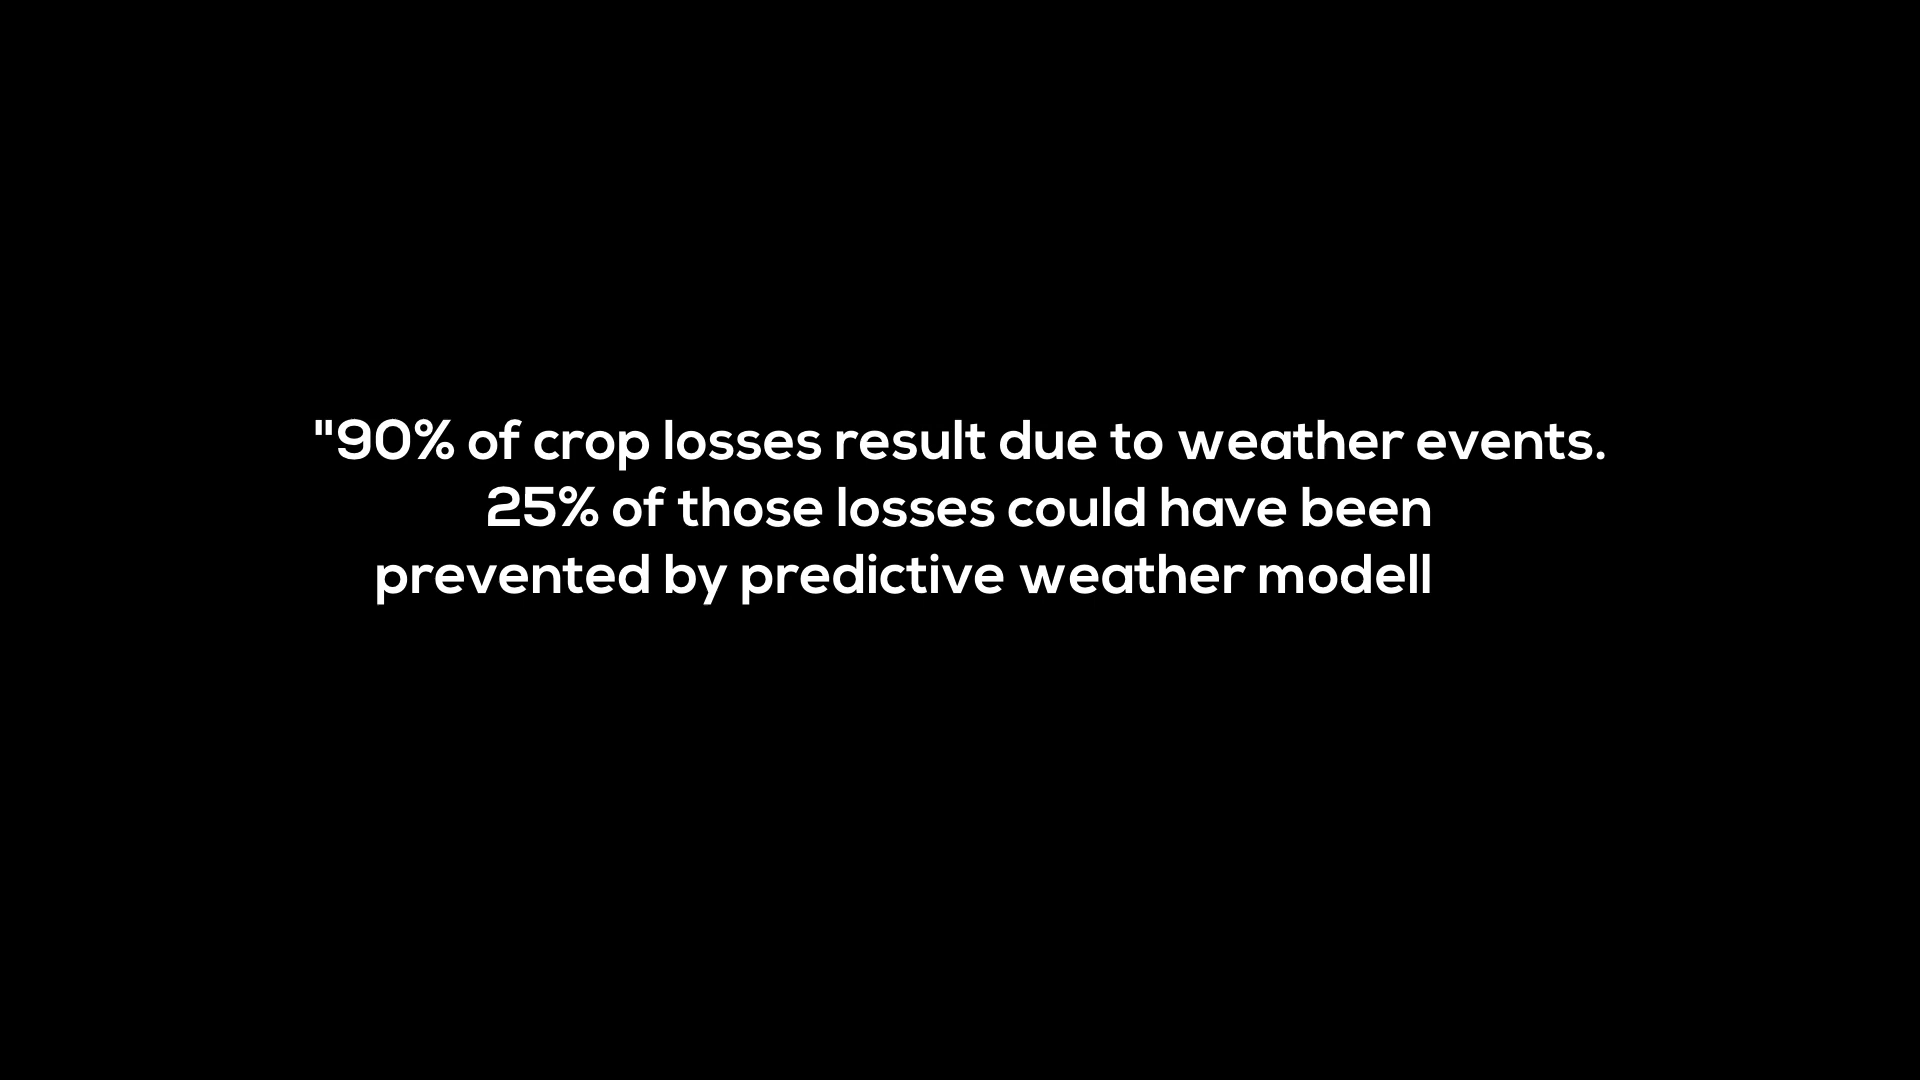 "90% of crop losses result due to weather events.
25% of those losses could have been
prevented by predictive weather modell